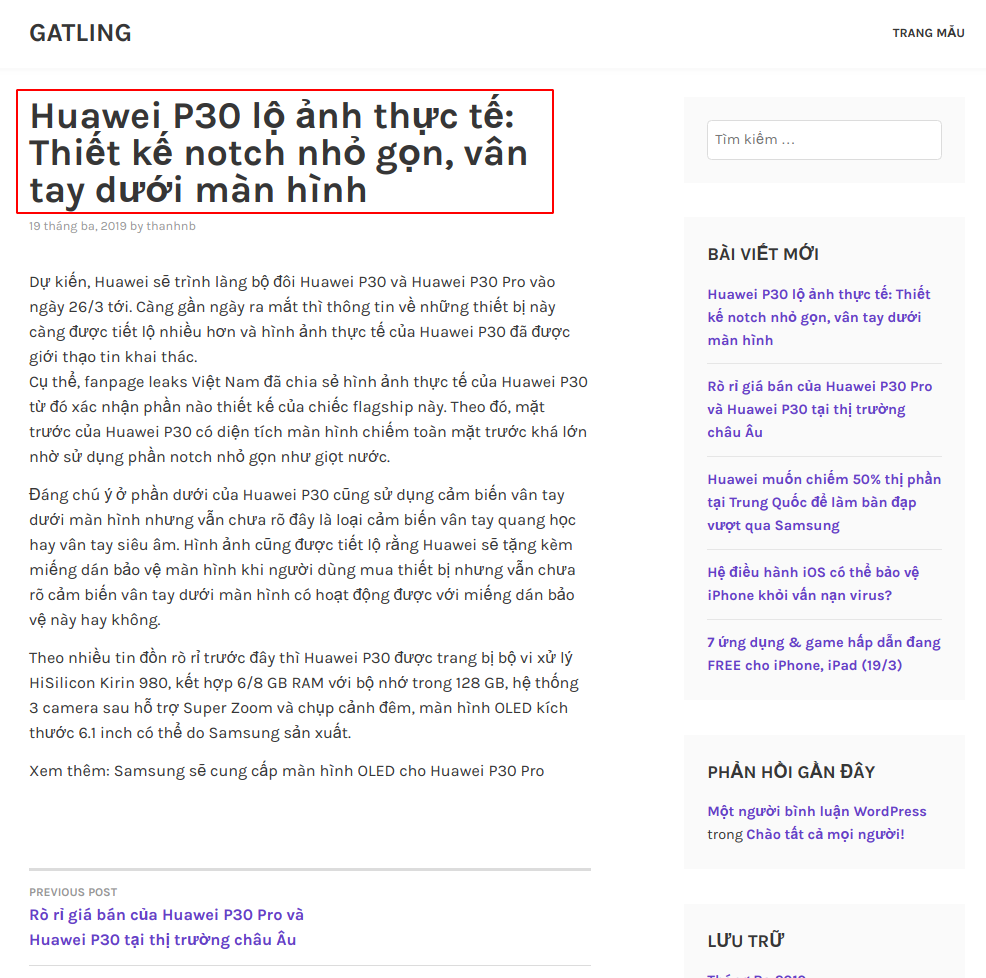 GATLING
TRANG MẪU
Huawei P30 lộ ảnh thực tế:
Thiết kế notch nhỏ gọn, vân
tay dưới màn hình
19 tháng ba, 2019 by thanhnb
Dự kiến, Huawei sẽ trình làng bộ đôi Huawei P30 và Huawei P30 Pro vào
ngày 26/3 tới. Càng gần ngày ra mắt thì thông tin về những thiết bị này
càng được tiết lộ nhiều hơn và hình ảnh thực tế của Huawei P30 đã được
giới thạo tin khai thác.
Cụ thể, fanpage leaks Việt Nam đã chia sẻ hình ảnh thực tế của Huawei P30
từ đó xác nhận phần nào thiết kế của chiếc flagship này. Theo đó, mặt
trước của Huawei P30 có diện tích màn hình chiếm toàn mặt trước khá lớn
nhờ sử dụng phần notch nhỏ gọn như giọt nước.
Đáng chú ý ở phần dưới của Huawei P30 cũng sử dụng cảm biến vân tay
dưới màn hình nhưng vẫn chưa rõ đây là loại cảm biến vân tay quang học
hay vân tay siêu âm. Hình ảnh cũng được tiết lộ rằng Huawei sẽ tặng kèm
miếng dán bảo vệ màn hình khi người dùng mua thiết bị nhưng vẫn chưa
rõ cảm biến vân tay dưới màn hình có hoạt động được với miếng dán bảo
vệ này hay không.
Theo nhiều tin đồn rò rỉ trước đây thì Huawei P30 được trang bị bộ vi xử lý
HiSilicon Kirin 980, kết hợp 6/8 GB RAM với bộ nhớ trong 128 GB, hệ thống
3 camera sau hỗ trợ Super Zoom và chụp cảnh đêm, màn hình OLED kích
thước 6.1 inch có thể do Samsung sản xuất.
Xem thêm: Samsung sẽ cung cấp màn hình OLED cho Huawei P30 Pro
PREVIOUS POST
Rò rỉ giá bán của Huawei P30 Pro và
Huawei P30 tại thị trường châu Âu
Tìm kiếm …
BÀI VIẾT MỚI
Huawei P30 lộ ảnh thực tế: Thiết
kế notch nhỏ gọn, vân tay dưới
màn hình
Rò rỉ giá bán của Huawei P30 Pro
và Huawei P30 tại thị trường
châu Âu
Huawei muốn chiếm 50% thị phần
tại Trung Quốc để làm bàn đạp
vượt qua Samsung
Hệ điều hành iOS có thể bảo vệ
iPhone khỏi vấn nạn virus?
7 ứng dụng & game hấp dẫn đang
FREE cho iPhone, iPad (19/3)
PHẢN HỒI GẦN ĐÂY
Một người bình luận WordPress
trong Chào tất cả mọi người!
LƯU TRỮ
Tháng Ba 2019